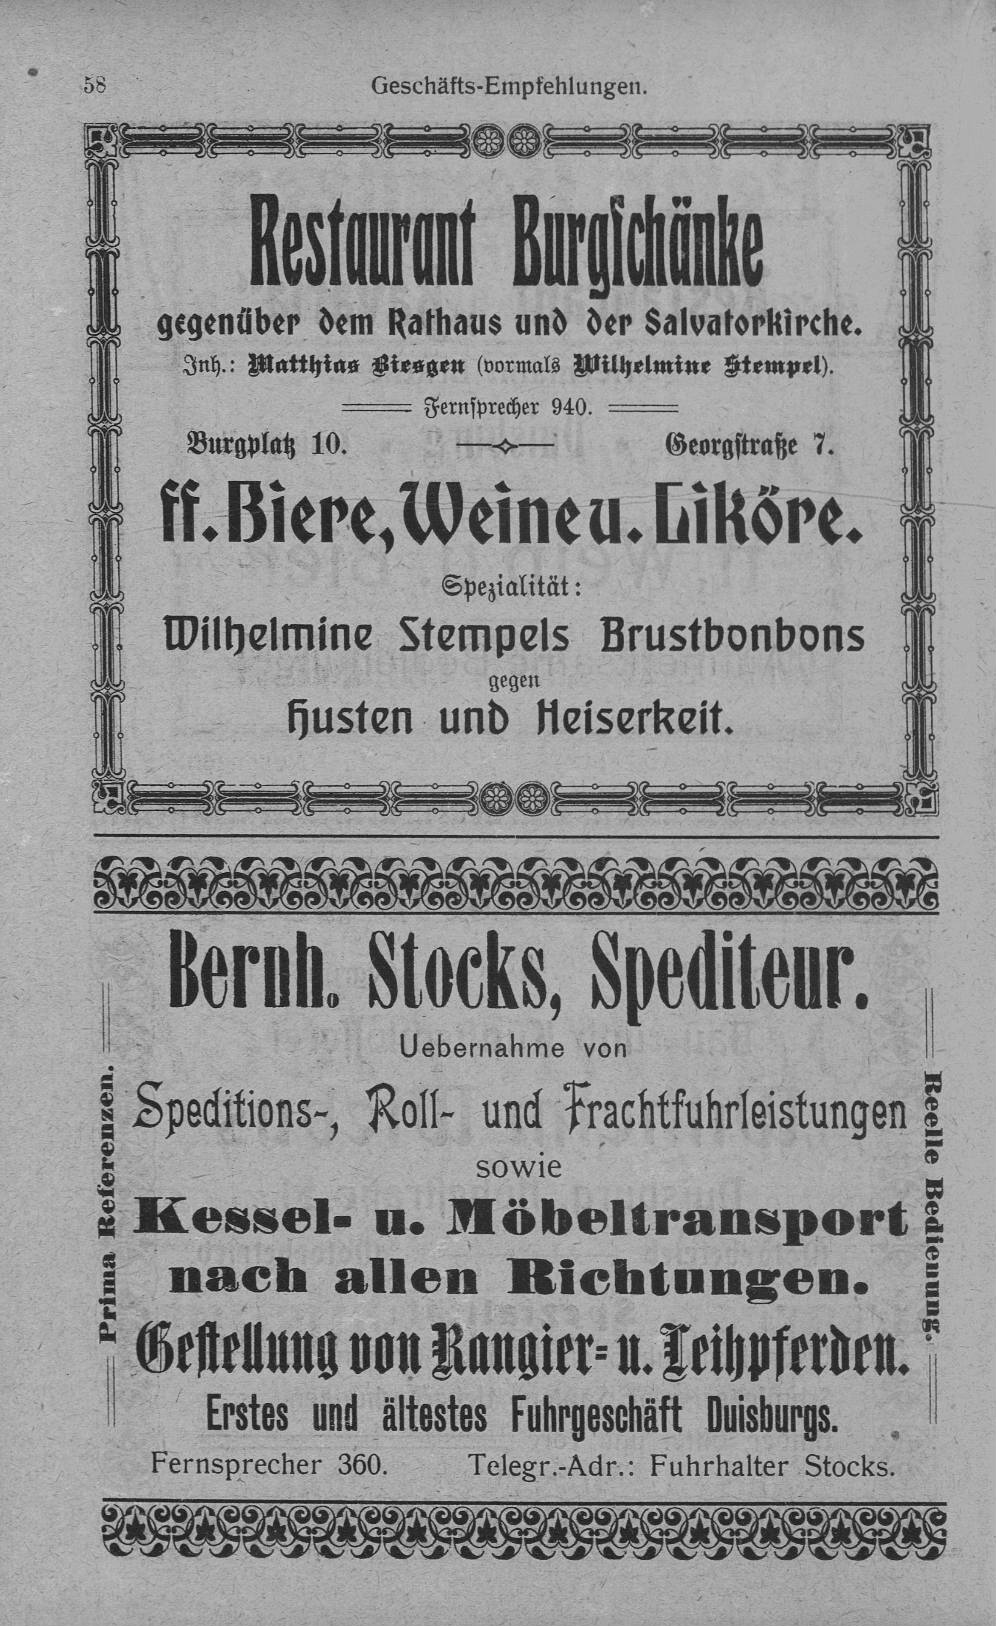 58
Geschäfts-Empfehlungen.
Restaurant Burgſchänke
gegenüber dem Rathaus und der Salvatorkirche.
Inh.: Matthias Biesgen (vormals Wilhelmine Stempel).
Fernſprecher 940.
Burgplatz 10. Georgſtraße 7.
ff. Biere, Weine u. Liköre.
Spezialität:
Wilhelmine Stempels Brustbonbons
gegen
Husten und Heiserkeit.
Bernh. Stocks, Spediteur.
Uebernahme von
Speditions-, Roll- und Frachtfuhrleistungen
sowie
Kessel- u. Möbeltransport
nach allen Richtungen.
Geſtellung von Rangier- u. Leihpferden.
Erstes und ältestes Fuhrgeschäft Duisburgs.
Fernsprecher 360. Telegr.-Adr.: Fuhrhalter Stocks.
Prima Referenzen.
Reelle Bedienung.